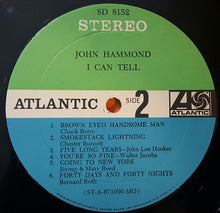 SD 8152
STEREO
JOHN HAMMOND
I CAN TELL
ATLANTIC SIDE 2 ATLANTIC
1. BROWN EYED HANDSOME MAN
Chuck Berry
2. SMOKESTACK LIGHTNING
Chester Burnett
3. FIVE LONG YEARS—John Lee Hooker
4. YOU'RE SO FINE—Walter Jacobs
5. GOING TO NEW YORK
Jimmy & Mary Reed
6. FORTY DAYS AND FORTY NIGHTS
Bernard Roth
(ST-A-671090-MO)